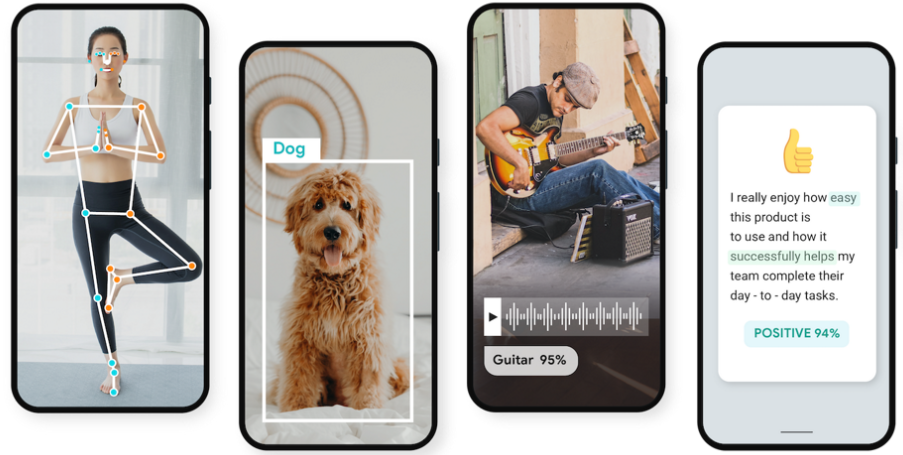 Dog
Guitar 95%
I really enjoy how easy
this product is
to use and how it
successfully helps my
team complete their
day - to - day tasks.
POSITIVE 94%